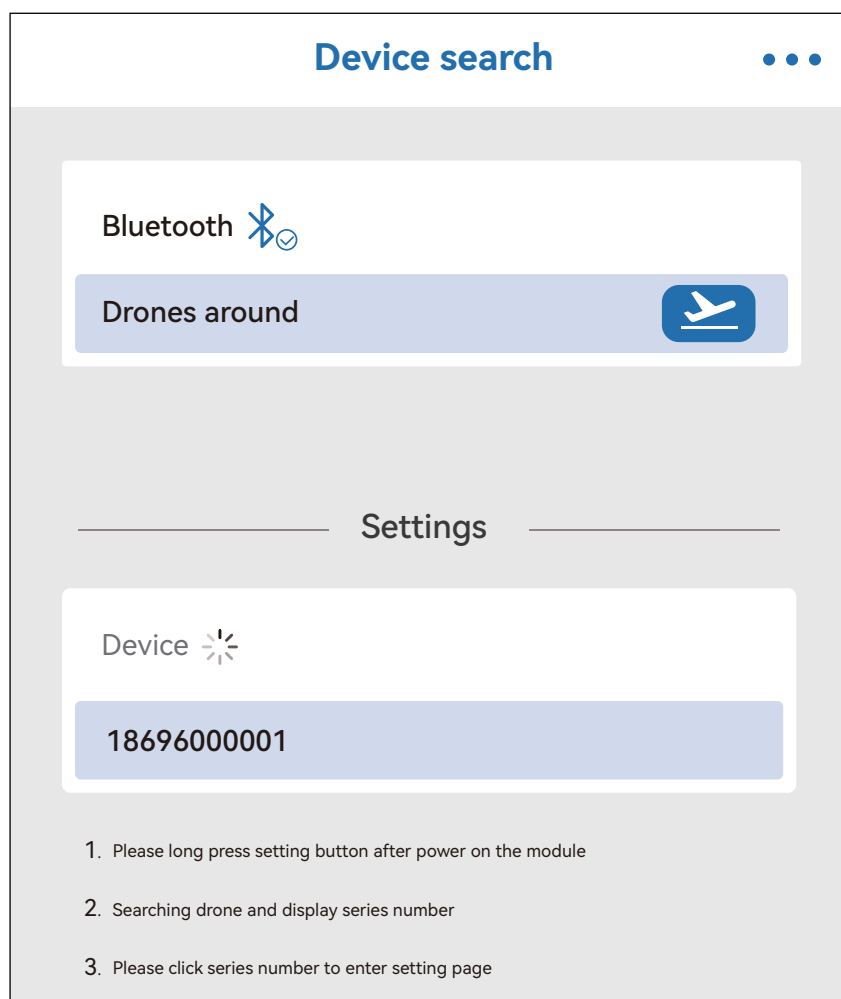 Device search
Bluetooth
Drones around
Settings
Device
18696000001
1. Please long press setting button after power on the module
2. Searching drone and display series number
3. Please click series number to enter setting page